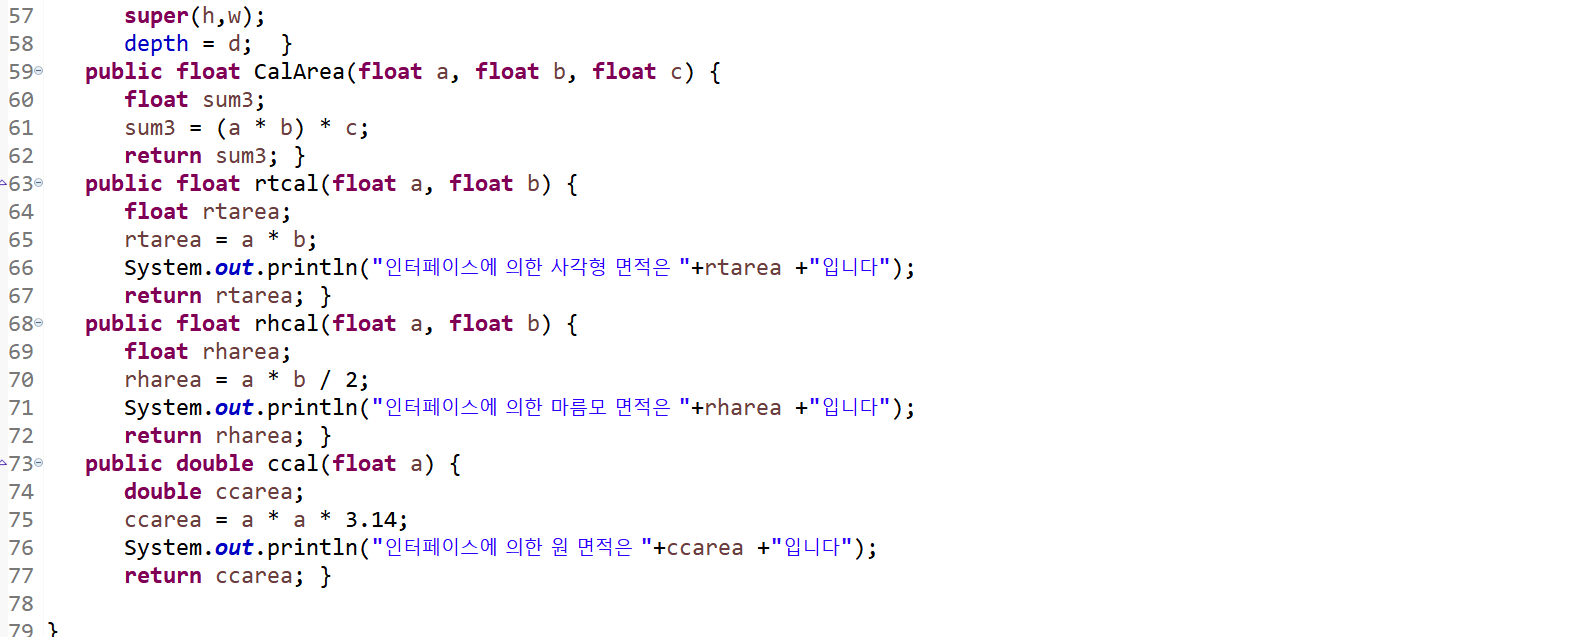 57 super(h,w);
58 depth = d;  }
59 public float CalArea(float a, float b, float c) {
60 float sum3;
61 sum3 = (a * b) * c;
62 return sum3; }
63 public float rtcal(float a, float b) {
64 float rtarea;
65 rtarea = a * b;
66 System.out.println("인터페이스에 의한 사각형 면적은 "+rtarea +"입니다");
67 return rtarea; }
68 public float rhcal(float a, float b) {
69 float rharea;
70 rharea = a * b / 2;
71 System.out.println("인터페이스에 의한 마름모 면적은 "+rharea +"입니다");
72 return rharea; }
73 public double ccal(float a) {
74 double ccarea;
75 ccarea = a * a * 3.14;
76 System.out.println("인터페이스에 의한 원 면적은 "+ccarea +"입니다");
77 return ccarea; }
78
79 }